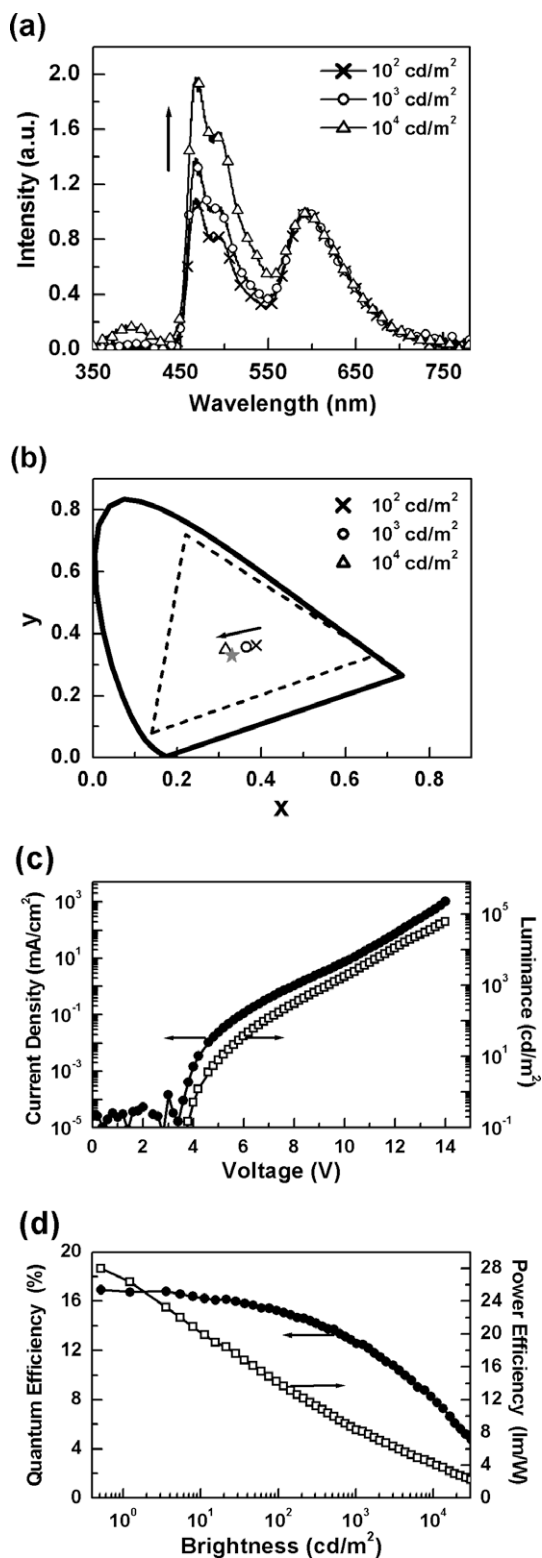 (a)
2.0
1.6
1.2
0.8
0.4
0.0
Intensity (a.u.)
10² cd/m²
10³ cd/m²
10⁴ cd/m²
350 450 550 650 750
Wavelength (nm)
(b)
0.8
0.6
0.4
0.2
0.0
y
10² cd/m²
10³ cd/m²
10⁴ cd/m²
0.0 0.2 0.4 0.6 0.8
x
(c)
10³
10¹
10⁻¹
10⁻³
10⁻⁵
Current Density (mA/cm²)
10⁵
10³
10¹
10⁻¹
Luminance (cd/m²)
0 2 4 6 8 10 12 14
Voltage (V)
(d)
20
16
12
8
4
0
Quantum Efficiency (%)
28
24
20
16
12
8
4
0
Power Efficiency (lm/W)
10⁰ 10¹ 10² 10³ 10⁴
Brightness (cd/m²)